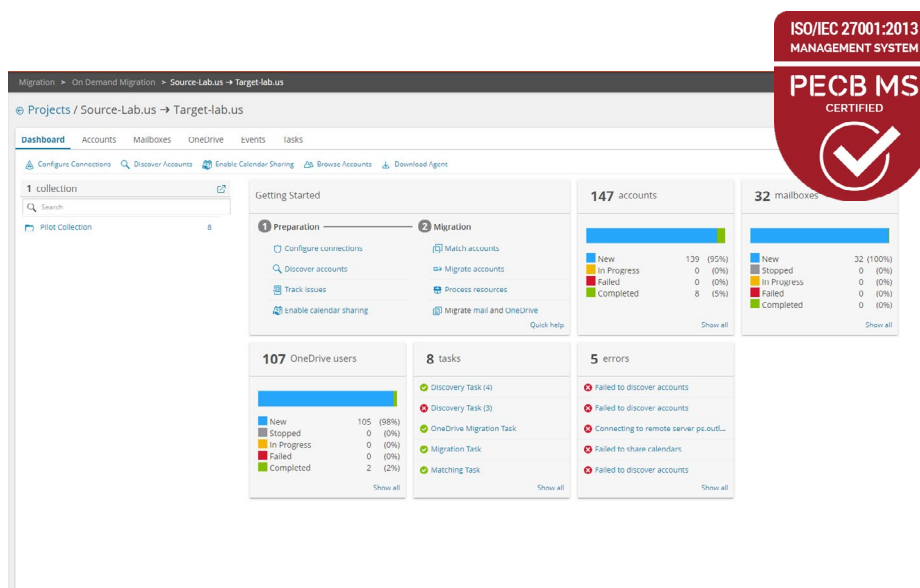 ISO/IEC 27001:2013
MANAGEMENT SYSTEM
PECB MS
CERTIFIED
Migration > On Demand Migration > Source-Lab.us → Target-lab.us
Projects / Source-Lab.us → Target-lab.us
Dashboard Accounts Mailboxes OneDrive Events Tasks
Configure Connections Discover Accounts Enable Calendar Sharing Browse Accounts Download Agent
1 collection
Search
Pilot Collection 8
Getting Started
1 Preparation 2 Migration
Configure connections Match accounts
Discover accounts Migrate accounts
Track issues Process resources
Enable calendar sharing Migrate mail and OneDrive
Quick help
147 accounts
New 139 (95%)
In Progress 0 (0%)
Failed 0 (0%)
Completed 8 (5%)
Show all
32 mailboxes
New 32 (100%)
Stopped 0 (0%)
In Progress 0 (0%)
Failed 0 (0%)
Completed 0 (0%)
Show all
107 OneDrive users
New 105 (98%)
Stopped 0 (0%)
In Progress 0 (0%)
Failed 0 (0%)
Completed 2 (2%)
Show all
8 tasks
Discovery Task (4)
Discovery Task (3)
OneDrive Migration Task
Migration Task
Matching Task
Show all
5 errors
Failed to discover accounts
Failed to discover accounts
Connecting to remote server ps.outl...
Failed to share calendars
Failed to discover accounts
Show all